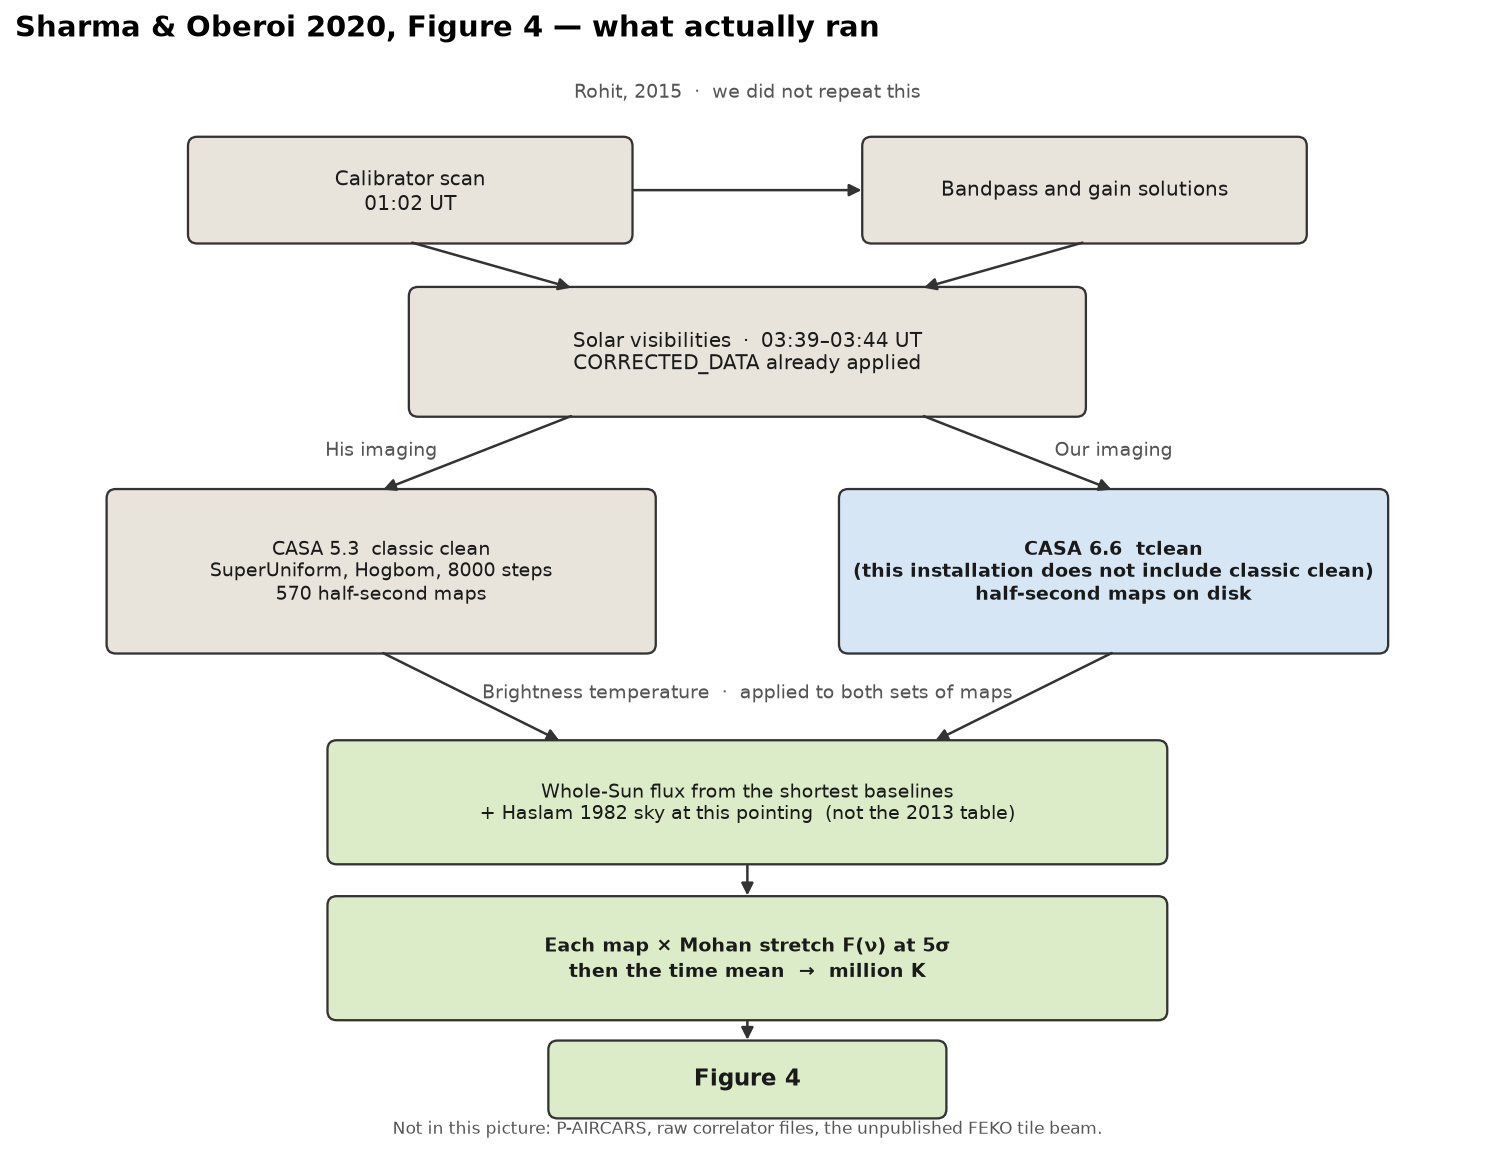 Sharma & Oberoi 2020, Figure 4 — what actually ran
Rohit, 2015 · we did not repeat this
Calibrator scan
01:02 UT
Bandpass and gain solutions
Solar visibilities · 03:39–03:44 UT
CORRECTED_DATA already applied
His imaging
Our imaging
CASA 5.3 classic clean
SuperUniform, Hogbom, 8000 steps
570 half-second maps
CASA 6.6 tclean
(this installation does not include classic clean)
half-second maps on disk
Brightness temperature · applied to both sets of maps
Whole-Sun flux from the shortest baselines
+ Haslam 1982 sky at this pointing (not the 2013 table)
Each map × Mohan stretch F(ν) at 5σ
then the time mean → million K
Figure 4
Not in this picture: P-AIRCARS, raw correlator files, the unpublished FEKO tile beam.